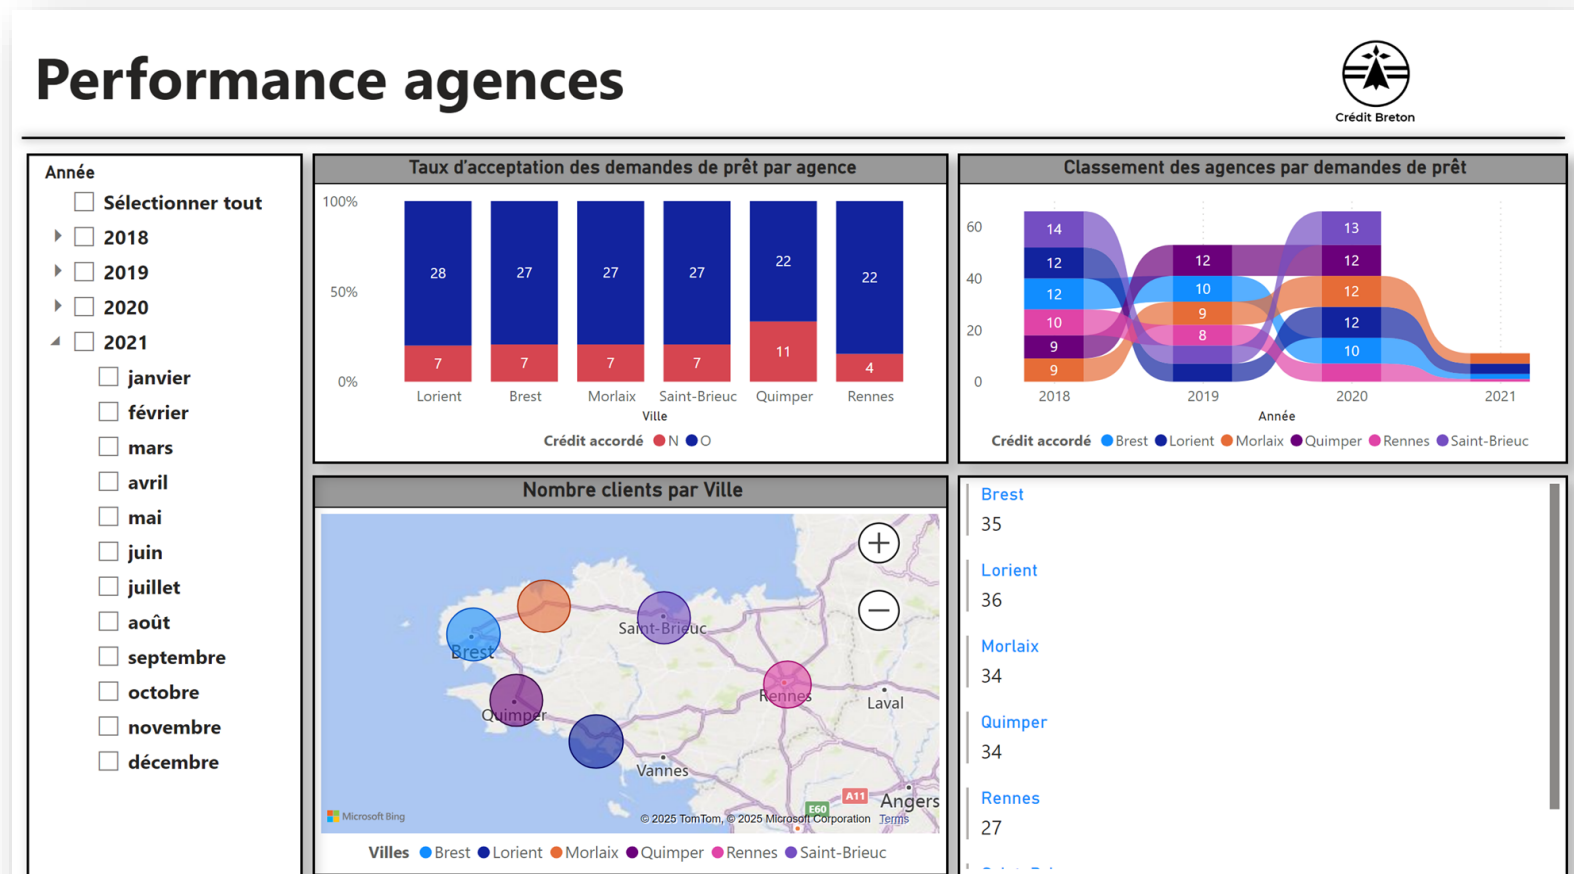 Performance agences
Crédit Breton
Année
Sélectionner tout
2018
2019
2020
2021
janvier
février
mars
avril
mai
juin
juillet
août
septembre
octobre
novembre
décembre
Taux d'acceptation des demandes de prêt par agence
100%
50%
0%
28 27 27 27 22 22
7 7 7 7 11 4
Lorient Brest Morlaix Saint-Brieuc Quimper Rennes
Ville
Crédit accordé N O
Classement des agences par demandes de prêt
60
40
20
0
14
12
12
10
9
9
12
10
9
8
13
12
12
12
10
2018 2019 2020 2021
Année
Crédit accordé Brest Lorient Morlaix Quimper Rennes Saint-Brieuc
Nombre clients par Ville
Saint-Brieuc
Brest
Rennes
Laval
Quimper
Vannes
A11
Angers
E60
Microsoft Bing
© 2025 TomTom, © 2025 Microsoft Corporation Terms
Villes Brest Lorient Morlaix Quimper Rennes Saint-Brieuc
Brest
35
Lorient
36
Morlaix
34
Quimper
34
Rennes
27